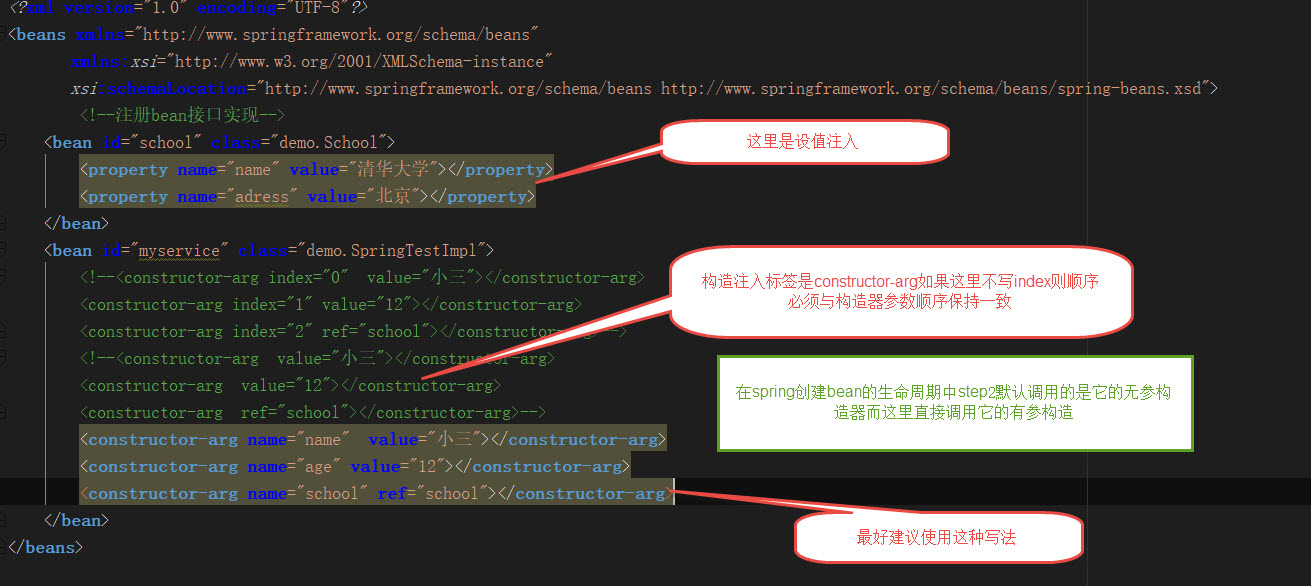 <?xml version="1.0" encoding="UTF-8"?>
<beans xmlns="http://www.springframework.org/schema/beans"
xmlns:xsi="http://www.w3.org/2001/XMLSchema-instance"
xsi:schemaLocation="http://www.springframework.org/schema/beans http://www.springframework.org/schema/beans/spring-beans.xsd">
<!--注册bean接口实现-->
<bean id="school" class="demo.School">
这里是设值注入
<property name="name" value="清华大学"></property>
<property name="adress" value="北京"></property>
</bean>
<bean id="myservice" class="demo.SpringTestImpl">
<!--<constructor-arg index="0"  value="小三"></constructor-arg>
<constructor-arg index="1" value="12"></constructor-arg>
<constructor-arg index="2" ref="school"></constructor-arg>-->
构造注入标签是constructor-arg如果这里不写index则顺序
必须与构造器参数顺序保持一致
<!--<constructor-arg  value="小三"></constructor-arg>
<constructor-arg  value="12"></constructor-arg>
<constructor-arg  ref="school"></constructor-arg>-->
在spring创建bean的生命周期中step2默认调用的是它的无参构
造器而这里直接调用它的有参构造
<constructor-arg name="name"  value="小三"></constructor-arg>
<constructor-arg name="age" value="12"></constructor-arg>
<constructor-arg name="school" ref="school"></constructor-arg>
最好建议使用这种写法
</bean>
</beans>